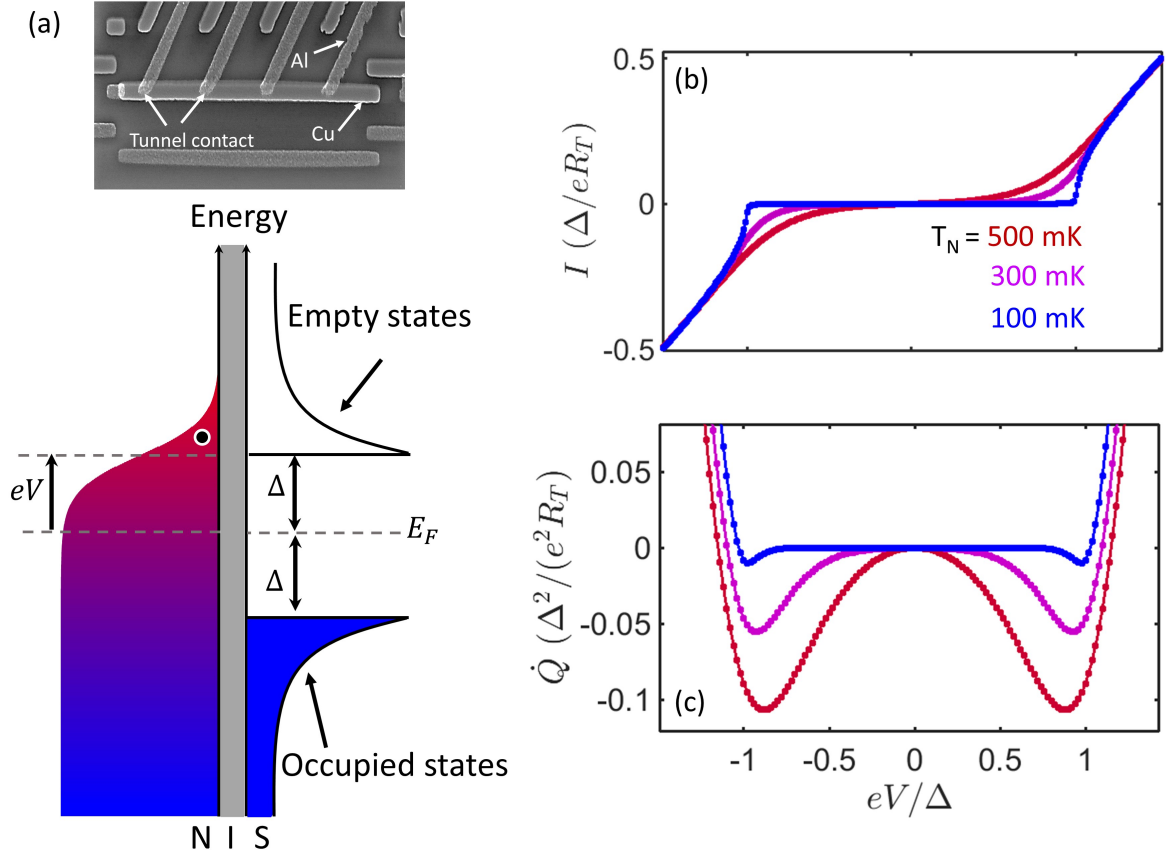 (a)
Al
Tunnel contact
Cu
Energy
Empty states
eV
Δ
E_F
Δ
Occupied states
N I S
(b)
0.5
0
-0.5
I (Δ/eR_T)
T_N = 500 mK
300 mK
100 mK
(c)
0.05
0
-0.05
-0.1
Q̇ (Δ²/(e²R_T)
-1 -0.5 0 0.5 1
eV/Δ